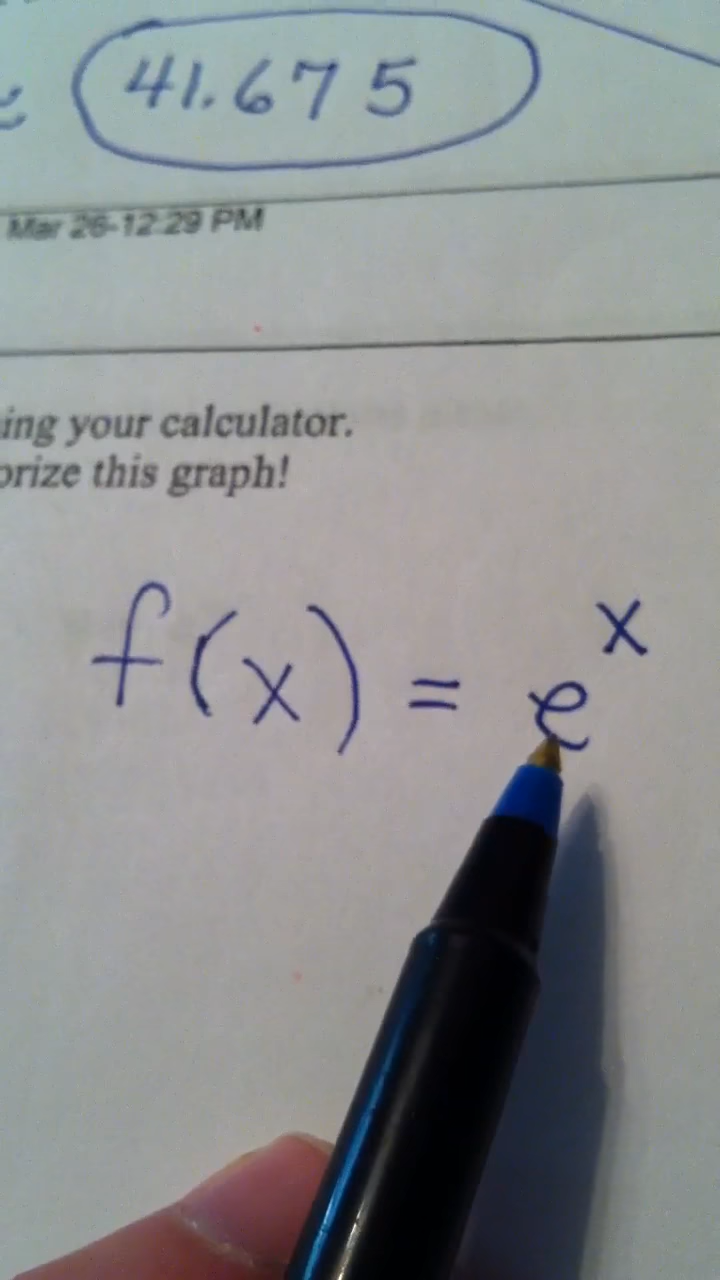 ≈ 41.675
Mar 26-12:29 PM
ing your calculator.
orize this graph!
f(x) = e^x